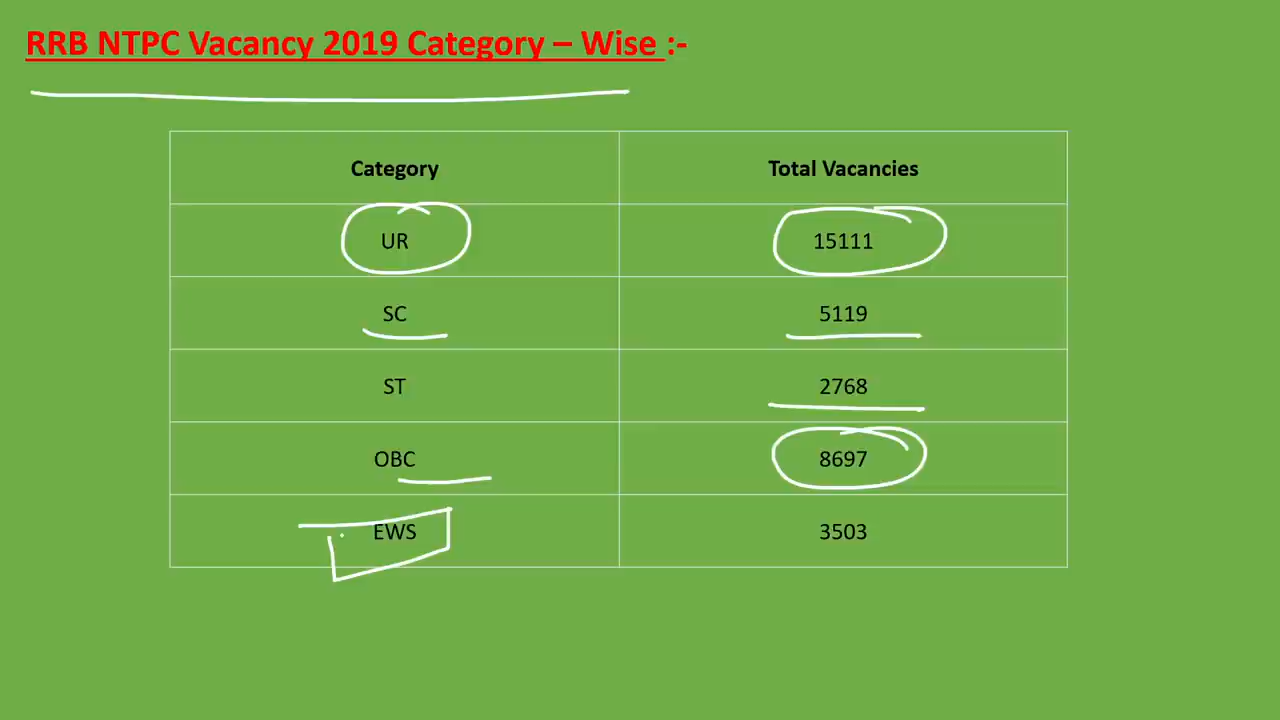 RRB NTPC Vacancy 2019 Category – Wise :-
Category Total Vacancies
UR 15111
SC 5119
ST 2768
OBC 8697
EWS 3503